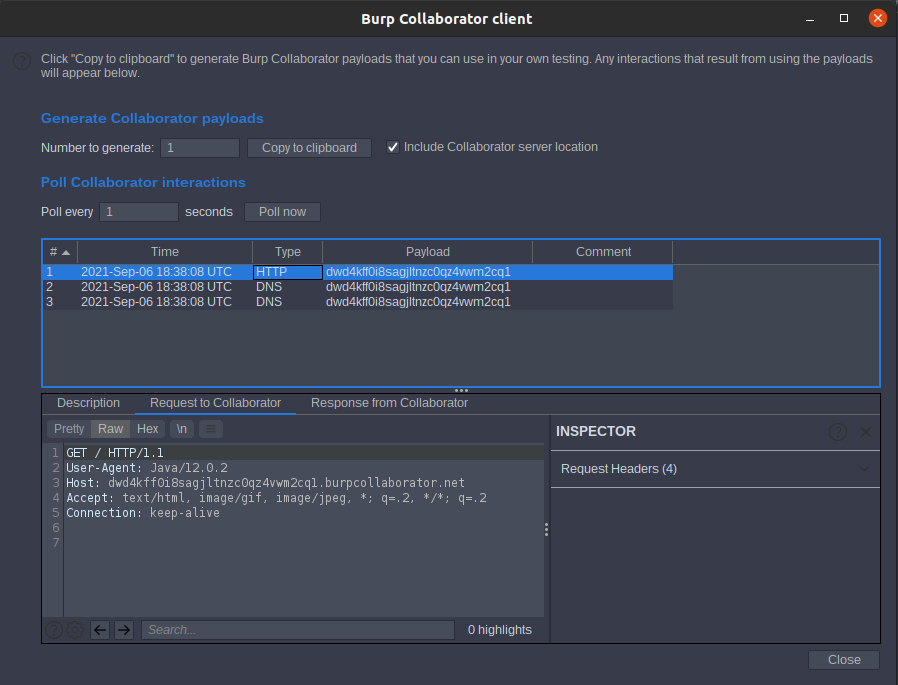 Burp Collaborator client
Click "Copy to clipboard" to generate Burp Collaborator payloads that you can use in your own testing. Any interactions that result from using the payloads
will appear below.
Generate Collaborator payloads
Number to generate: 1 Copy to clipboard Include Collaborator server location
Poll Collaborator interactions
Poll every 1 seconds Poll now
# Time Type Payload Comment
1 2021-Sep-06 18:38:08 UTC HTTP dwd4kff0i8sagjltnzc0qz4vwm2cq1
2 2021-Sep-06 18:38:08 UTC DNS dwd4kff0i8sagjltnzc0qz4vwm2cq1
3 2021-Sep-06 18:38:08 UTC DNS dwd4kff0i8sagjltnzc0qz4vwm2cq1
Description Request to Collaborator Response from Collaborator
Pretty Raw Hex \n
INSPECTOR
Request Headers (4)
1 GET / HTTP/1.1
2 User-Agent: Java/12.0.2
3 Host: dwd4kff0i8sagjltnzc0qz4vwm2cq1.burpcollaborator.net
4 Accept: text/html, image/gif, image/jpeg, *; q=.2, */*; q=.2
5 Connection: keep-alive
6
7
Search... 0 highlights
Close